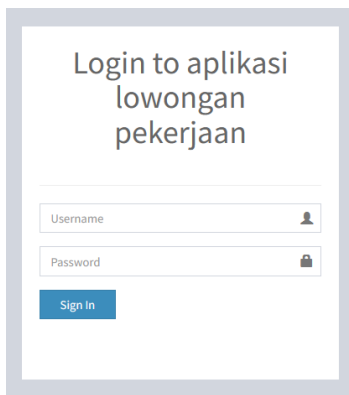 Login to aplikasi
lowongan
pekerjaan
Username
Password
Sign In